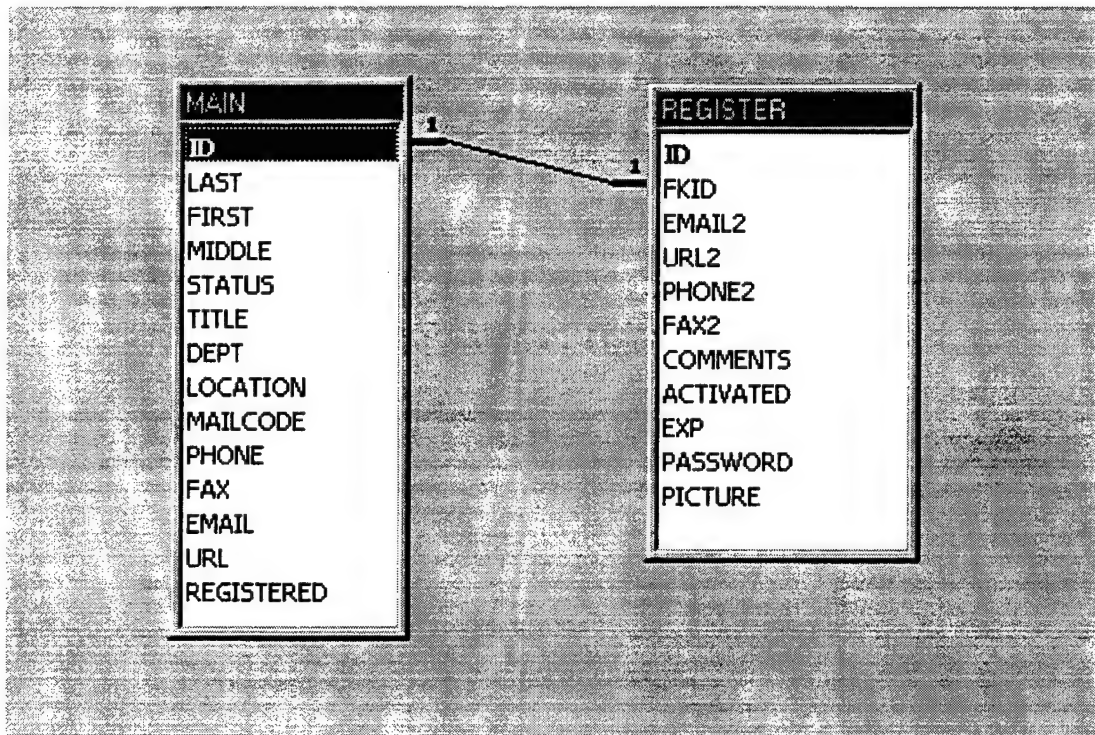 MAIN
ID
LAST
FIRST
MIDDLE
STATUS
TITLE
DEPT
LOCATION
MAILCODE
PHONE
FAX
EMAIL
URL
REGISTERED
1
1
REGISTER
ID
FKID
EMAIL2
URL2
PHONE2
FAX2
COMMENTS
ACTIVATED
EXP
PASSWORD
PICTURE